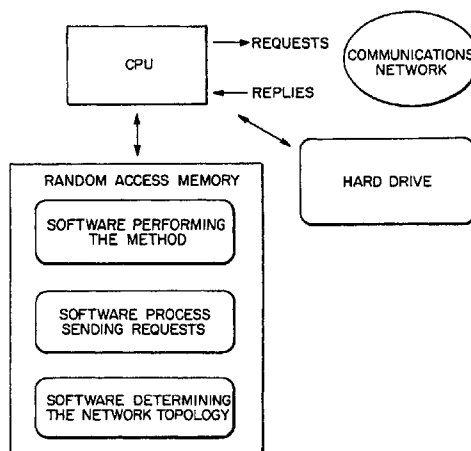 CPU
REQUESTS
REPLIES
COMMUNICATIONS
NETWORK
HARD DRIVE
RANDOM ACCESS MEMORY
SOFTWARE PERFORMING
THE METHOD
SOFTWARE PROCESS
SENDING REQUESTS
SOFTWARE DETERMINING
THE NETWORK TOPOLOGY